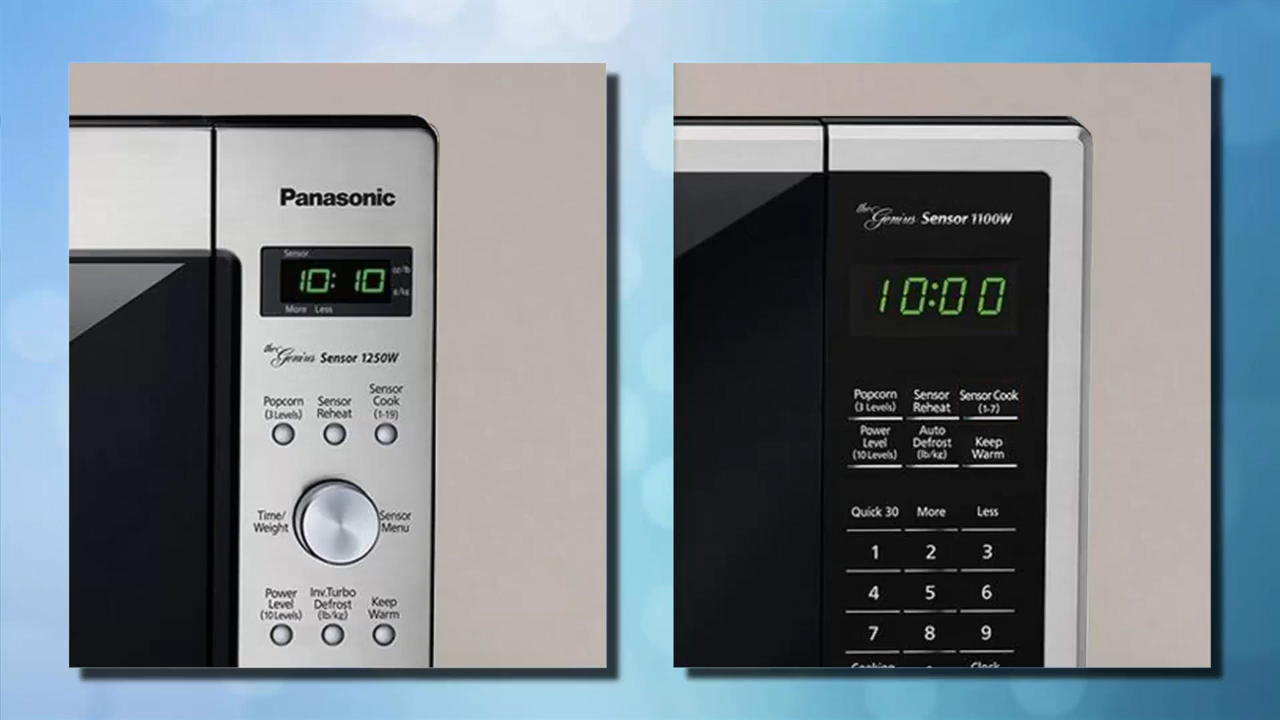 Panasonic
Sensor
10:10
oz/lb
g/kg
More Less
the Genius Sensor 1250W
Popcorn
(3 Levels)
Sensor
Reheat
Sensor
Cook
(1-19)
Time/
Weight
Sensor
Menu
Power
Level
(10 Levels)
Inv.Turbo
Defrost
(lb/kg)
Keep
Warm
the Genius Sensor 1100W
10:00
Popcorn
(3 Levels)
Sensor
Reheat
Sensor Cook
(1-7)
Power
Level
(10 Levels)
Auto
Defrost
(lb/kg)
Keep
Warm
Quick 30 More Less
1 2 3
4 5 6
7 8 9
Cooking
Clock